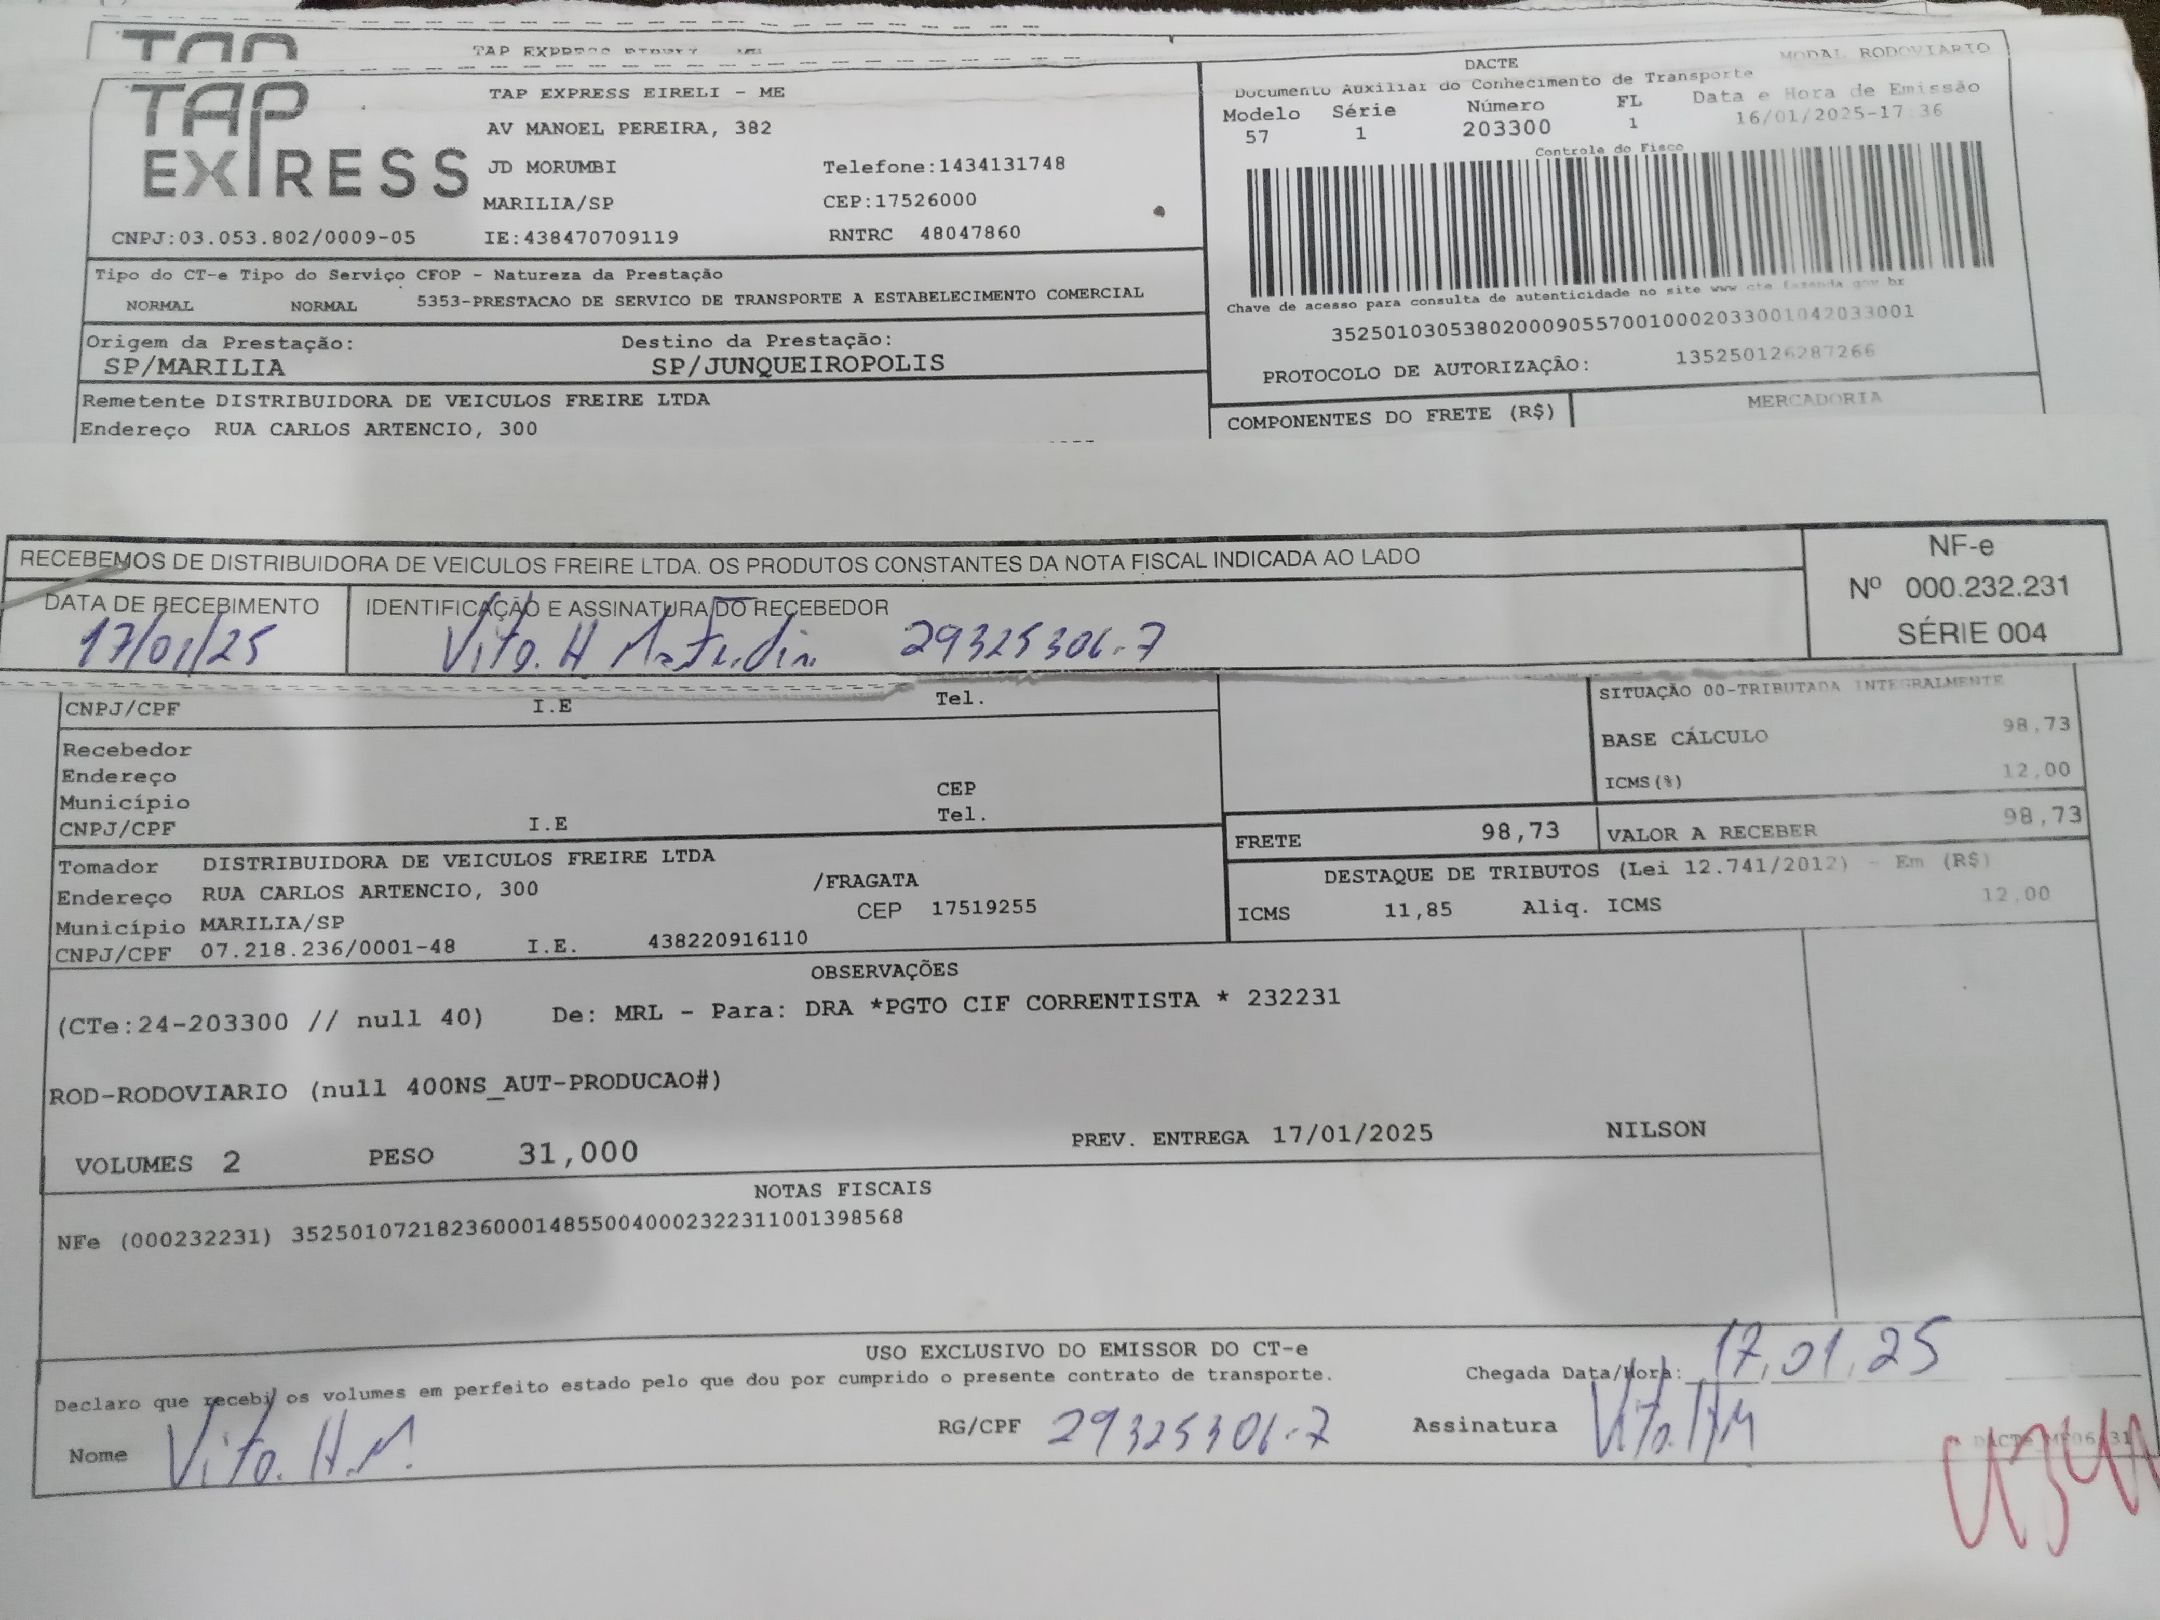 TAP EXPRESS EIRELI - ME
MODAL RODOVIARIO
TAP EXPRESS
TAP EXPRESS EIRELI - ME
AV MANOEL PEREIRA, 382
JD MORUMBI Telefone:1434131748
MARILIA/SP CEP:17526000
CNPJ:03.053.802/0009-05 IE:438470709119 RNTRC 48047860
DACTE
Documento Auxiliar do Conhecimento de Transporte
Modelo Série Número FL Data e Hora de Emissão
57 1 203300 1 16/01/2025-17:36
Controle do Fisco
Chave de acesso para consulta de autenticidade no site www.cte.fazenda.gov.br
35250103053802000905570010002033001042033001
PROTOCOLO DE AUTORIZAÇÃO: 135250126287266
Tipo do CT-e Tipo do Serviço CFOP - Natureza da Prestação
NORMAL NORMAL 5353-PRESTACAO DE SERVICO DE TRANSPORTE A ESTABELECIMENTO COMERCIAL
Origem da Prestação: Destino da Prestação:
SP/MARILIA SP/JUNQUEIROPOLIS
Remetente DISTRIBUIDORA DE VEICULOS FREIRE LTDA
Endereço RUA CARLOS ARTENCIO, 300
COMPONENTES DO FRETE (R$) MERCADORIA
RECEBEMOS DE DISTRIBUIDORA DE VEICULOS FREIRE LTDA. OS PRODUTOS CONSTANTES DA NOTA FISCAL INDICADA AO LADO
NF-e
Nº 000.232.231
SÉRIE 004
DATA DE RECEBIMENTO IDENTIFICAÇÃO E ASSINATURA DO RECEBEDOR
17/01/25 Vito. H 29325306-7
CNPJ/CPF I.E Tel.
Recebedor
Endereço
Município CEP
CNPJ/CPF I.E Tel.
SITUAÇÃO 00-TRIBUTADA INTEGRALMENTE
BASE CÁLCULO 98,73
ICMS(%) 12,00
FRETE 98,73 VALOR A RECEBER 98,73
Tomador DISTRIBUIDORA DE VEICULOS FREIRE LTDA
Endereço RUA CARLOS ARTENCIO, 300 /FRAGATA
Município MARILIA/SP CEP 17519255
CNPJ/CPF 07.218.236/0001-48 I.E. 438220916110
DESTAQUE DE TRIBUTOS (Lei 12.741/2012) - Em (R$)
ICMS 11,85 Aliq. ICMS 12,00
OBSERVAÇÕES
(CTe:24-203300 // null 40) De: MRL - Para: DRA *PGTO CIF CORRENTISTA * 232231
ROD-RODOVIARIO (null 400NS_AUT-PRODUCAO#)
VOLUMES 2 PESO 31,000 PREV. ENTREGA 17/01/2025 NILSON
NOTAS FISCAIS
NFe (000232231) 35250107218236000148550040002322311001398568
USO EXCLUSIVO DO EMISSOR DO CT-e
Declaro que recebi os volumes em perfeito estado pelo que dou por cumprido o presente contrato de transporte. Chegada Data/Hora: 17.01.25
Nome Vito. H.M. RG/CPF 29325306-7 Assinatura Vito. HM